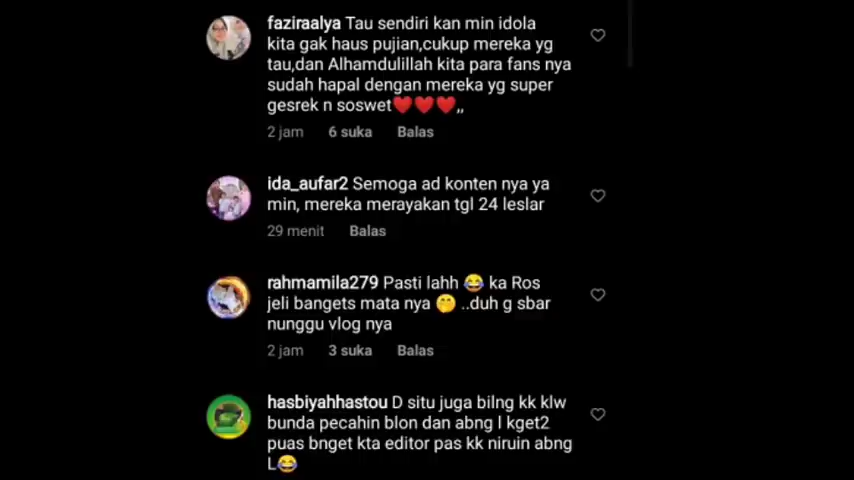 faziraalya Tau sendiri kan min idola
kita gak haus pujian,cukup mereka yg
tau,dan Alhamdulillah kita para fans nya
sudah hapal dengan mereka yg super
gesrek n soswet❤️❤️❤️,,
2 jam 6 suka Balas
ida_aufar2 Semoga ad konten nya ya
min, mereka merayakan tgl 24 leslar
29 menit Balas
rahmamila279 Pasti lahh 😂 ka Ros
jeli bangets mata nya 🤭 ..duh g sbar
nunggu vlog nya
2 jam 3 suka Balas
hasbiyahhastou D situ juga bilng kk klw
bunda pecahin blon dan abng l kget2
puas bnget kta editor pas kk niruin abng
L😂